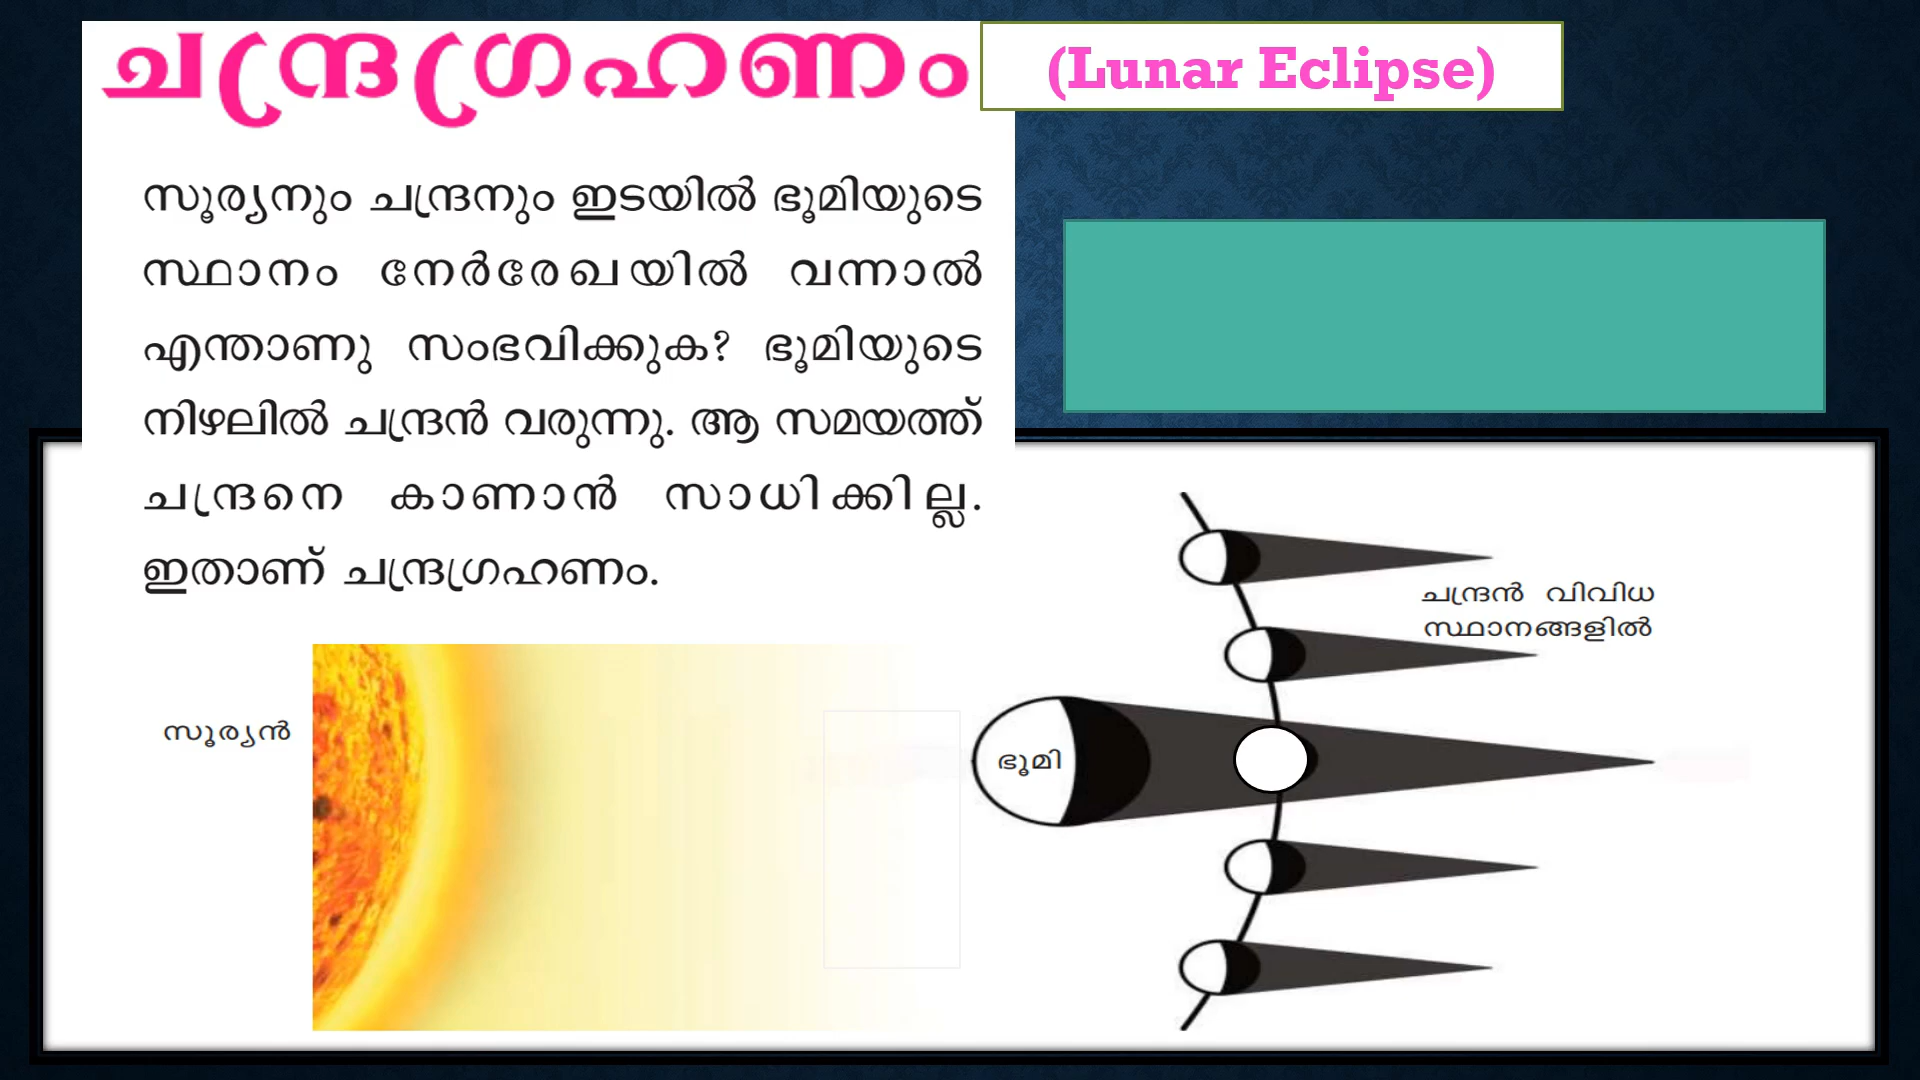 ചന്ദ്രഗ്രഹണം
(Lunar Eclipse)
സൂര്യനും ചന്ദ്രനും ഇടയിൽ ഭൂമിയുടെ
സ്ഥാനം നേർരേഖയിൽ വന്നാൽ
എന്താണു സംഭവിക്കുക? ഭൂമിയുടെ
നിഴലിൽ ചന്ദ്രൻ വരുന്നു. ആ സമയത്ത്
ചന്ദ്രനെ കാണാൻ സാധിക്കില്ല.
ഇതാണ് ചന്ദ്രഗ്രഹണം.
ചന്ദ്രൻ വിവിധ
സ്ഥാനങ്ങളിൽ
സൂര്യൻ
ഭൂമി